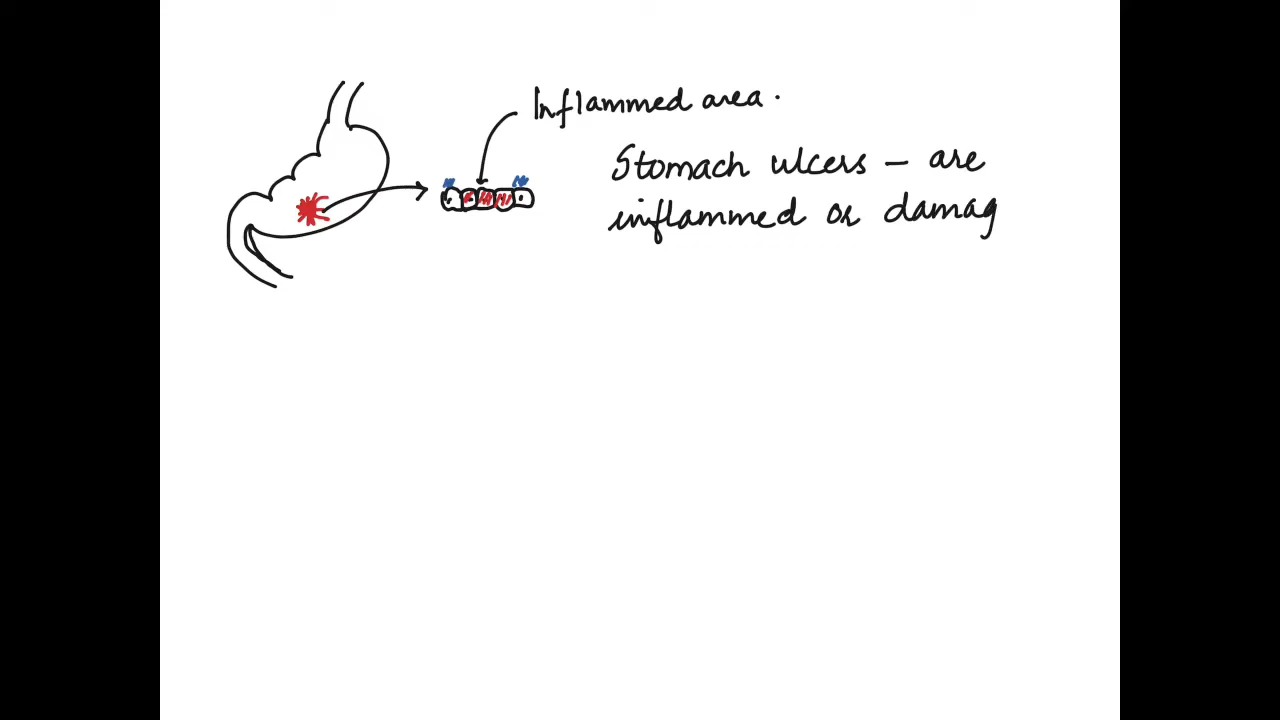 Inflammed area.
Stomach ulcers – are
inflammed or damag